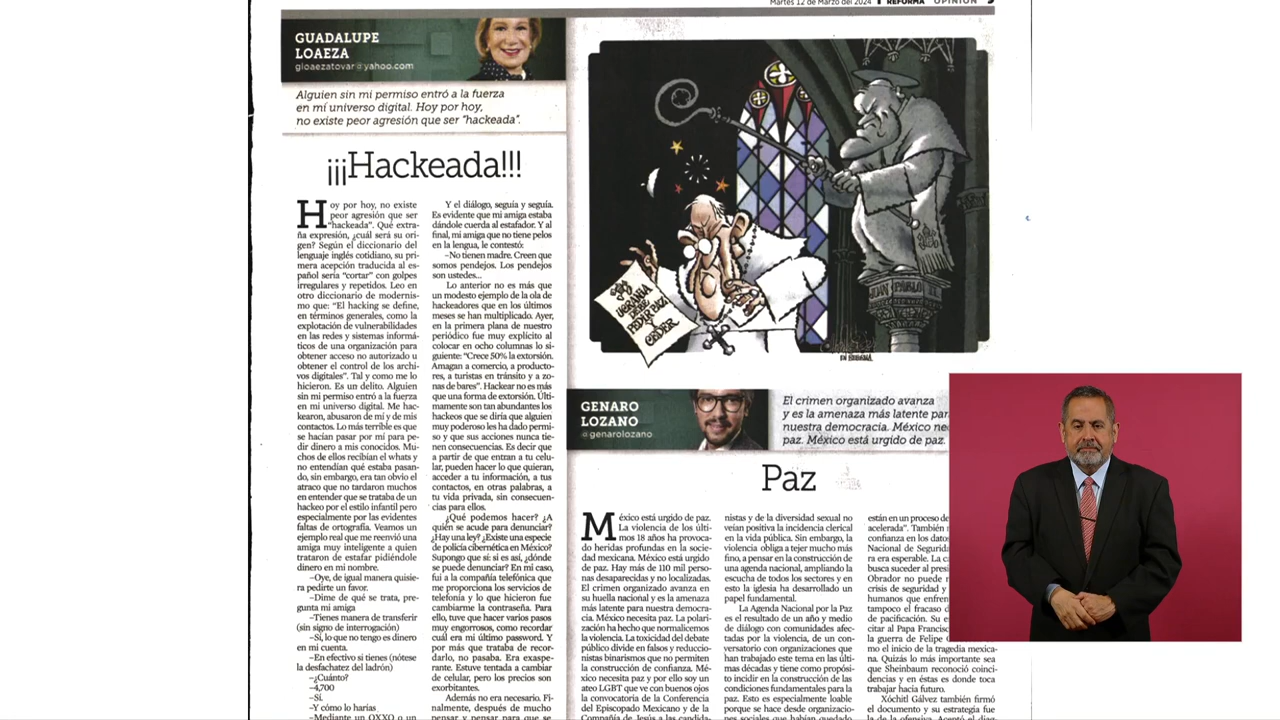 Martes 12 de Marzo del 2024 REFORMA OPINIÓN
GUADALUPE
LOAEZA
gloaezatovar@yahoo.com
Alguien sin mi permiso entró a la fuerza
en mi universo digital. Hoy por hoy,
no existe peor agresión que ser "hackeada".
¡¡¡Hackeada!!!
Hoy por hoy, no existe
peor agresión que ser
"hackeada". Qué extra-
ña expresión, ¿cuál será su ori-
gen? Según el diccionario del
lenguaje inglés cotidiano, su pri-
mera acepción traducida al es-
pañol sería "cortar" con golpes
irregulares y repetidos. Leo en
otro diccionario de modernis-
mo que: "El hacking se define,
en términos generales, como la
explotación de vulnerabilidades
en las redes y sistemas informá-
ticos de una organización para
obtener acceso no autorizado u
obtener el control de los archi-
vos digitales". Tal y como me lo
hicieron. Es un delito. Alguien
sin mi permiso entró a la fuerza
en mi universo digital. Me hac-
kearon, abusaron de mí y de mis
contactos. Lo más terrible es que
se hacían pasar por mí para pe-
dir dinero a mis conocidos. Mu-
chos de ellos recibían el whats y
no entendían qué estaba pasan-
do, sin embargo, era tan obvio el
atraco que no tardaron muchos
en entender que se trataba de un
hackeo por el estilo infantil pero
especialmente por las evidentes
faltas de ortografía. Veamos un
ejemplo real que me reenvió una
amiga muy inteligente a quien
trataron de estafar pidiéndole
dinero en mi nombre.
–Oye, de igual manera quisie-
ra pedirte un favor.
–Dime de qué se trata, pre-
gunta mi amiga
–Tienes manera de transferir
(sin signo de interrogación)
–Sí, lo que no tengo es dinero
en mi cuenta.
–En efectivo si tienes (nótese
la desfachatez del ladrón)
–¿Cuánto?
–4,700
–Sí.
–Y cómo lo harías
–Mediante un OXXO o un
Y el diálogo, seguía y seguía.
Es evidente que mi amiga estaba
dándole cuerda al estafador. Y al
final, mi amiga que no tiene pelos
en la lengua, le contestó:
–No tienen madre. Creen que
somos pendejos. Los pendejos
son ustedes...
Lo anterior no es más que
un modesto ejemplo de la ola de
hackeadores que en los últimos
meses se han multiplicado. Ayer,
en la primera plana de nuestro
periódico fue muy explícito al
colocar en ocho columnas lo si-
guiente: "Crece 50% la extorsión.
Amagan a comercio, a producto-
res, a turistas en tránsito y a zo-
nas de bares". Hackear no es más
que una forma de extorsión. Últi-
mamente son tan abundantes los
hackeos que se diría que alguien
muy poderoso les ha dado permi-
so y que sus acciones nunca tie-
nen consecuencias. Es decir que
a partir de que entran a tu celu-
lar, pueden hacer lo que quieran,
acceder a tu información, a tus
contactos, en otras palabras, a
tu vida privada, sin consecuen-
cias para ellos.
¿Qué podemos hacer? ¿A
quién se acude para denunciar?
¿Hay una ley? ¿Existe una especie
de policía cibernética en México?
Supongo que sí: si es así, ¿dónde
se puede denunciar? En mi caso,
fui a la compañía telefónica que
me proporciona los servicios de
telefonía y lo que hicieron fue
cambiarme la contraseña. Para
ello, tuve que hacer varios pasos
muy engorrosos, como recordar
cuál era mi último password. Y
por más que trataba de recor-
darlo, no pasaba. Era exaspe-
rante. Estuve tentada a cambiar
de celular, pero los precios son
exorbitantes.
Además no era necesario. Fi-
nalmente, después de mucho
pensar y pensar para que se
DEBE
PEDIR UNA
JUAN PABLO II
GENARO
LOZANO
@genarolozano
El crimen organizado avanza
y es la amenaza más latente par
nuestra democracia. México nec
paz. México está urgido de paz.
Paz
México está urgido de paz.
La violencia de los últi-
mos 18 años ha provoca-
do heridas profundas en la socie-
dad mexicana. México está urgido
de paz. Hay más de 110 mil perso-
nas desaparecidas y no localizadas.
El crimen organizado avanza en
su huella nacional y es la amenaza
más latente para nuestra democra-
cia. México necesita paz. La polari-
zación ha hecho que normalicemos
la violencia. La toxicidad del debate
público divide en falsos y reduccio-
nistas binarismos que no permiten
la construcción de confianza. Mé-
xico necesita paz y por ello soy un
ateo LGBT que ve con buenos ojos
la convocatoria de la Conferencia
del Episcopado Mexicano y de la
Compañía de Jesús a las candida-
nistas y de la diversidad sexual no
veían positiva la incidencia clerical
en la vida pública. Sin embargo, la
violencia obliga a tejer mucho más
fino, a pensar en la construcción de
una agenda nacional, ampliando la
escucha de todos los sectores y en
esto la iglesia ha desarrollado un
papel fundamental.
La Agenda Nacional por la Paz
es el resultado de un año y medio
de diálogo con comunidades afec-
tadas por la violencia, de un con-
versatorio con organizaciones que
han trabajado este tema en las últi-
mas décadas y tiene como propósi-
to incidir en la construcción de las
condiciones fundamentales para la
paz. Esto es especialmente loable
porque se hace desde organizacio-
nes sociales que habían quedado
están en un proceso de
acelerada". También
confianza en los dato
Nacional de Segurida
ra era esperable. La ca
busca suceder al presi
Obrador no puede
crisis de seguridad y
humanos que enfren
tampoco el fracaso d
de pacificación. Su e
citar al Papa Francis
la guerra de Felipe C
mo el inicio de la tragedia mexica-
na. Quizás lo más importante sea
que Sheinbaum reconoció coinci-
dencias y en éstas es donde toca
trabajar hacia futuro.
Xóchitl Gálvez también firmó
el documento y su estrategia fue
la de la ofensiva. Aceptó el diag-